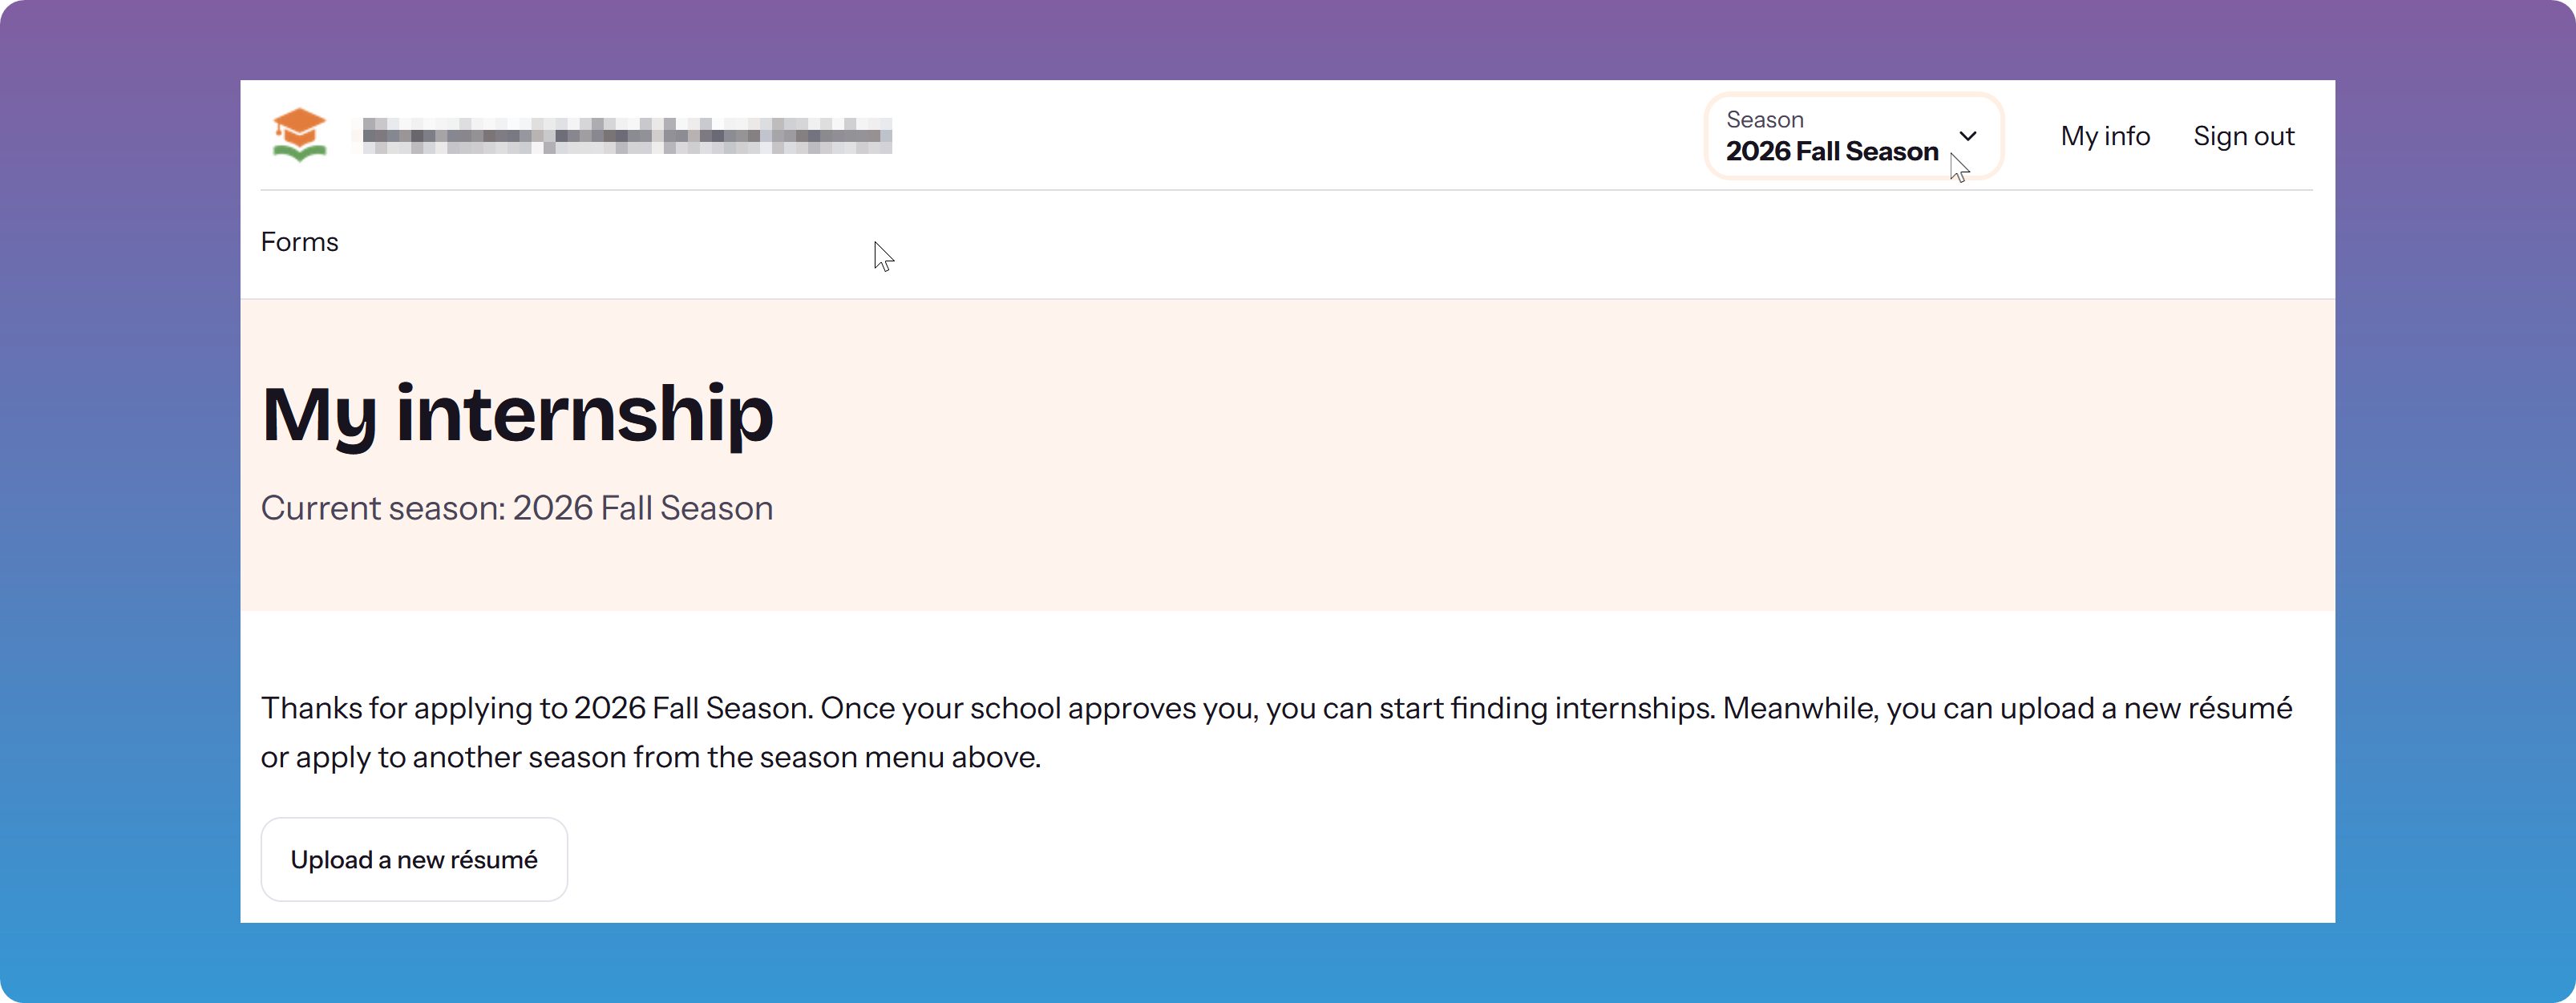 Season
2026 Fall Season
My info
Sign out
Forms
My internship
Current season: 2026 Fall Season
Thanks for applying to 2026 Fall Season. Once your school approves you, you can start finding internships. Meanwhile, you can upload a new résumé
or apply to another season from the season menu above.
Upload a new résumé